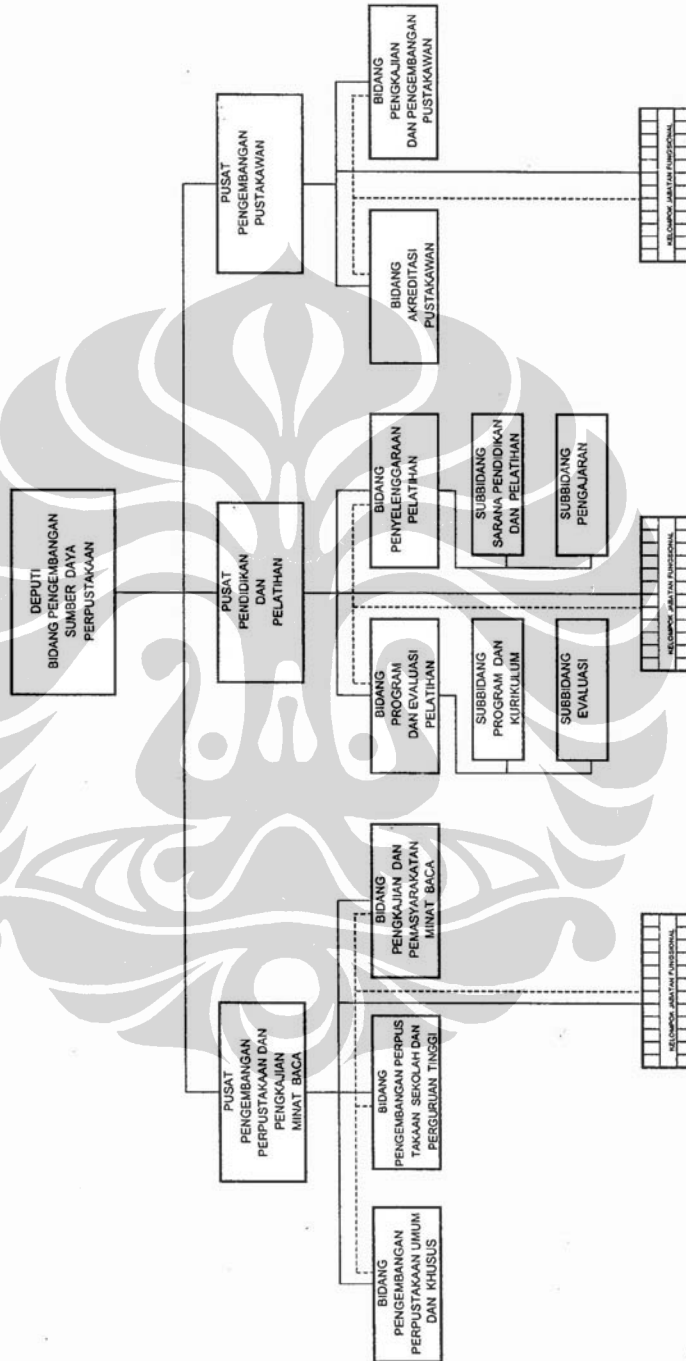 DEPUTI
BIDANG PENGEMBANGAN
SUMBER DAYA
PERPUSTAKAAN
PUSAT
PENGEMBANGAN
PERPUSTAKAAN DAN
PENGKAJIAN
MINAT BACA
PUSAT
PENDIDIKAN
DAN
PELATIHAN
PUSAT
PENGEMBANGAN
PUSTAKAWAN
BIDANG
PENGEMBANGAN
PERPUSTAKAAN UMUM
DAN KHUSUS
BIDANG
PENGEMBANGAN PERPUS
TAKAAN SEKOLAH DAN
PERGURUAN TINGGI
BIDANG
PENGKAJIAN DAN
PEMASYARAKATAN
MINAT BACA
BIDANG
PROGRAM
DAN EVALUASI
PELATIHAN
BIDANG
PENYELENGGARAAN
PELATIHAN
BIDANG
AKREDITASI
PUSTAKAWAN
BIDANG
PENGKAJIAN
DAN PENGEMBANGAN
PUSTAKAWAN
SUBBIDANG
PROGRAM DAN
KURIKULUM
SUBBIDANG
SARANA PENDIDIKAN
DAN PELATIHAN
SUBBIDANG
EVALUASI
SUBBIDANG
PENGAJARAN
KELOMPOK JABATAN FUNGSIONAL
KELOMPOK JABATAN FUNGSIONAL
KELOMPOK JABATAN FUNGSIONAL